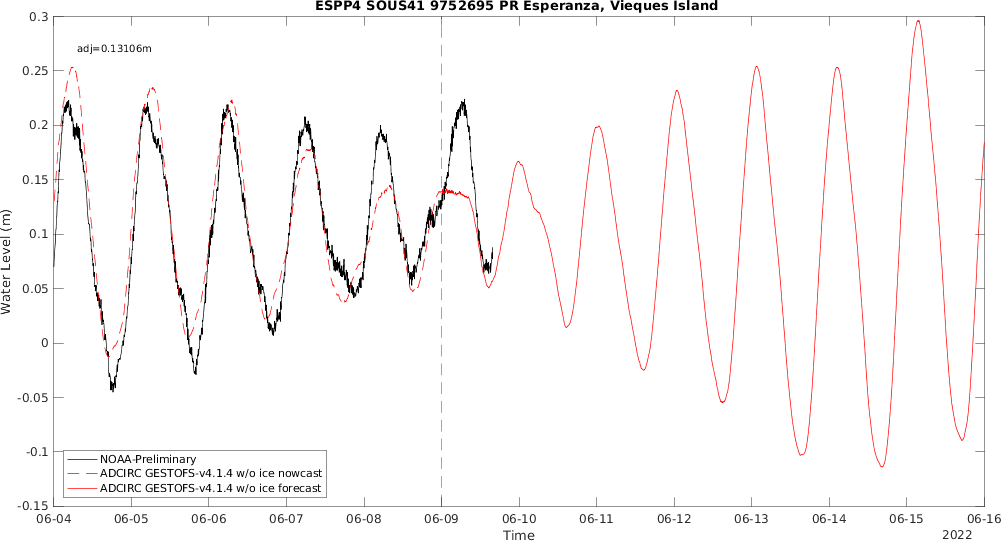 ESPP4 SOUS41 9752695 PR Esperanza, Vieques Island
adj=0.13106m
0.3
0.25
0.2
0.15
0.1
0.05
0
-0.05
-0.1
-0.15
Water Level (m)
NOAA-Preliminary
ADCIRC GESTOFS-v4.1.4 w/o ice nowcast
ADCIRC GESTOFS-v4.1.4 w/o ice forecast
06-04 06-05 06-06 06-07 06-08 06-09 06-10 06-11 06-12 06-13 06-14 06-15 06-16
Time
2022